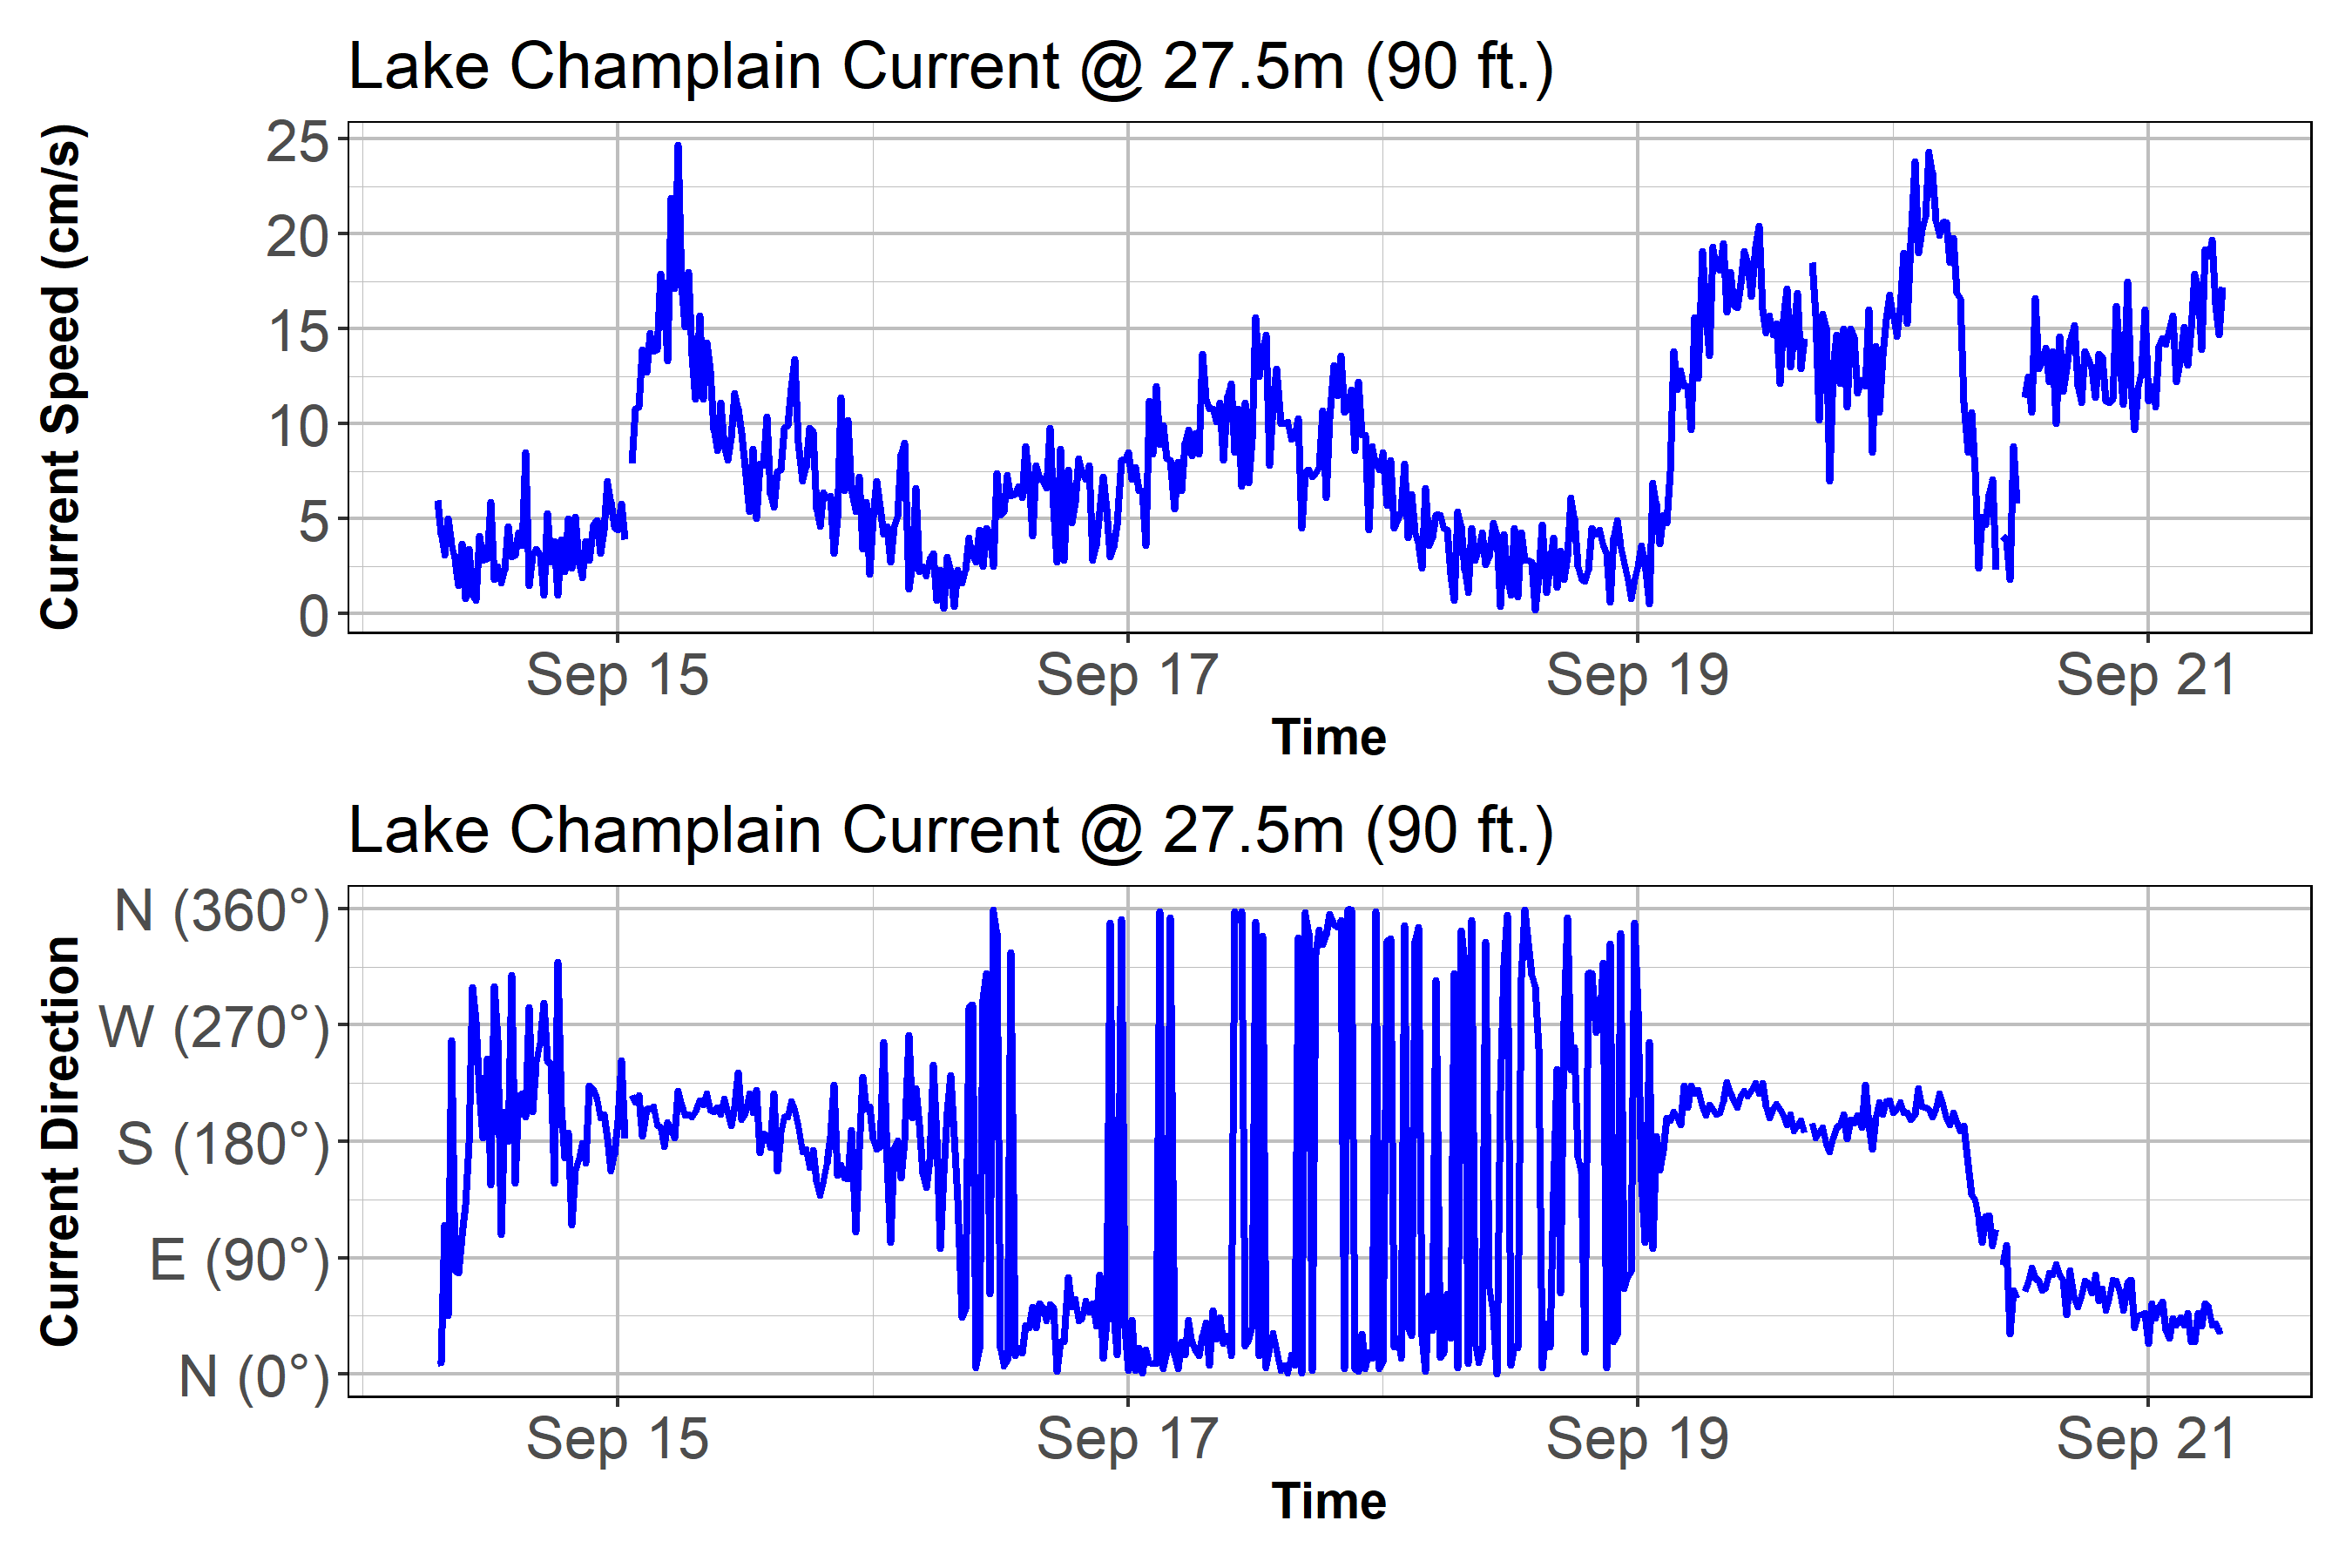 Lake Champlain Current @ 27.5m (90 ft.)
Current Speed (cm/s)
25
20
15
10
5
0
Sep 15 Sep 17 Sep 19 Sep 21
Time
Lake Champlain Current @ 27.5m (90 ft.)
Current Direction
N (360°)
W (270°)
S (180°)
E (90°)
N (0°)
Sep 15 Sep 17 Sep 19 Sep 21
Time